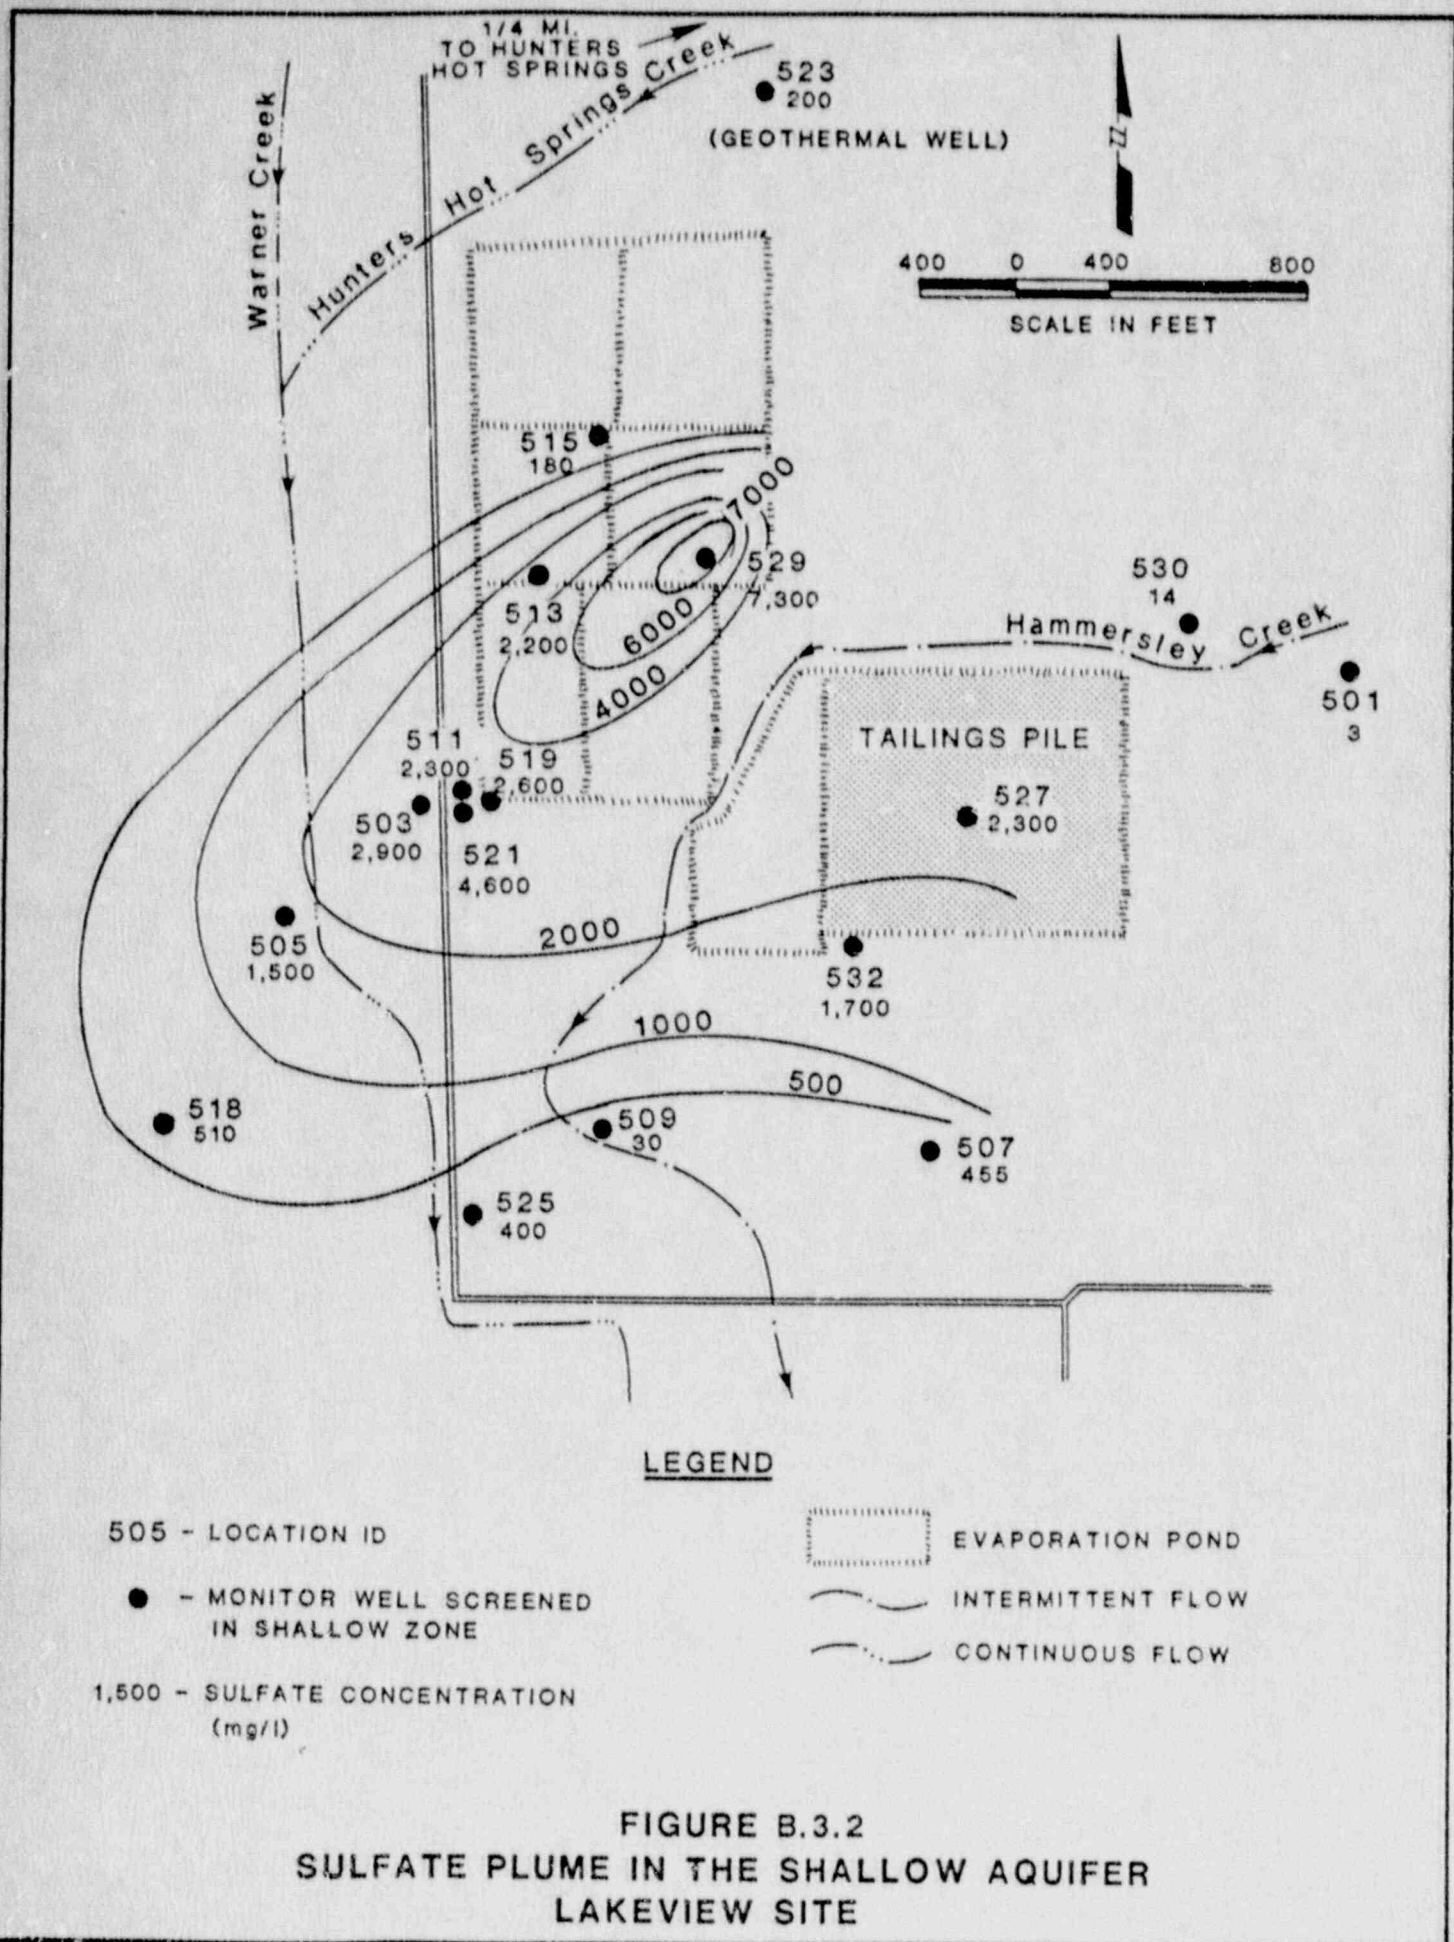 1/4 MI.
TO HUNTERS
HOT SPRINGS
Hunters Hot Springs Creek
Warner Creek
523
200
(GEOTHERMAL WELL)
n
400 0 400 800
SCALE IN FEET
515
180
7000
529
7,300
513
2,200
6000
4000
530
14
Hammersley Creek
501
3
TAILINGS PILE
527
2,300
511
2,300
519
2,600
503
2,900
521
4,600
505
1,500
2000
532
1,700
1000
500
518
510
509
30
507
455
525
400
LEGEND
505 - LOCATION ID
- MONITOR WELL SCREENED
IN SHALLOW ZONE
1,500 - SULFATE CONCENTRATION
(mg/l)
EVAPORATION POND
INTERMITTENT FLOW
CONTINUOUS FLOW
FIGURE B.3.2
SULFATE PLUME IN THE SHALLOW AQUIFER
LAKEVIEW SITE